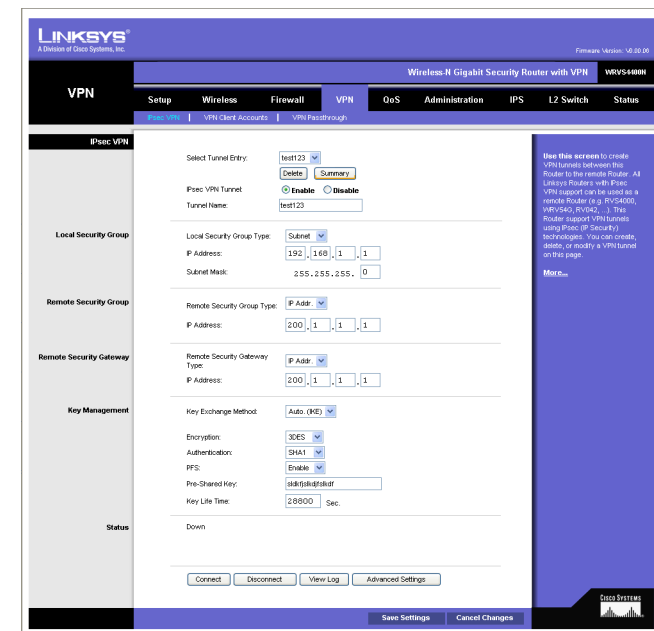 LINKSYS®
A Division of Cisco Systems, Inc.
Firmware Version: V0.00.06
Wireless-N Gigabit Security Router with VPN WRVS4400N
VPN
Setup Wireless Firewall VPN QoS Administration IPS L2 Switch Status
IPsec VPN | VPN Client Accounts | VPN Passthrough
IPsec VPN
Select Tunnel Entry: test123
Delete Summary
IPsec VPN Tunnel Enable Disable
Tunnel Name: test123
Local Security Group
Local Security Group Type: Subnet
IP Address: 192 . 168 . 1 . 1
Subnet Mask: 255.255.255. 0
Remote Security Group
Remote Security Group Type: IP Addr.
IP Address: 200 . 1 . 1 . 1
Remote Security Gateway
Remote Security Gateway
Type: IP Addr.
IP Address: 200 . 1 . 1 . 1
Key Management
Key Exchange Method: Auto. (IKE)
Encryption: 3DES
Authentication: SHA1
PFS: Enable
Pre-Shared Key: sldkfjslkdjfslkdf
Key Life Time: 28800 Sec.
Status
Down
Connect Disconnect View Log Advanced Settings
Save Settings Cancel Changes
Use this screen to create
VPN tunnels between this
Router to the remote Router. All
Linksys Routers with IPsec
VPN support can be used as a
remote Router (e.g. RVS4000,
WRVS4G, RV042, ...). This
Router support VPN tunnels
using IPsec (IP Security)
technologies. You can create,
delete, or modify a VPN tunnel
on this page.
More...
CISCO SYSTEMS